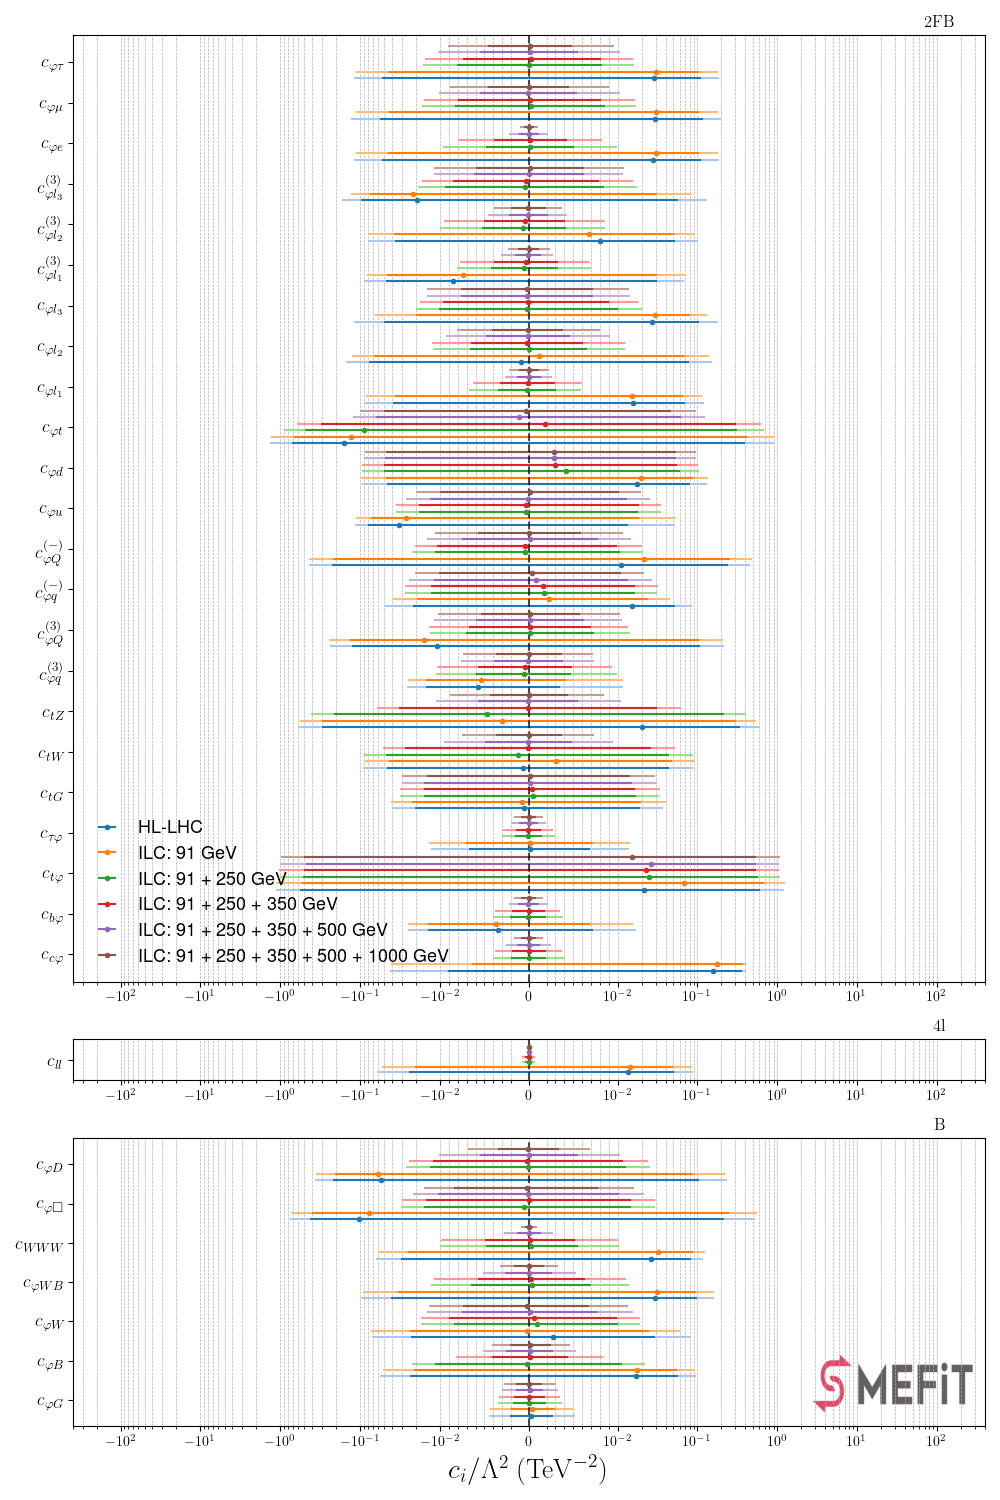 2FB
c_{φτ}
c_{φμ}
c_{φe}
c_{φl_3}^{(3)}
c_{φl_2}^{(3)}
c_{φl_1}^{(3)}
c_{φl_3}
c_{φl_2}
c_{φl_1}
c_{φt}
c_{φd}
c_{φu}
c_{φQ}^{(−)}
c_{φq}^{(−)}
c_{φQ}^{(3)}
c_{φq}^{(3)}
c_{tZ}
c_{tW}
c_{tG}
c_{τφ}
c_{tφ}
c_{bφ}
c_{cφ}
HL-LHC
ILC: 91 GeV
ILC: 91 + 250 GeV
ILC: 91 + 250 + 350 GeV
ILC: 91 + 250 + 350 + 500 GeV
ILC: 91 + 250 + 350 + 500 + 1000 GeV
−10^2 −10^1 −10^0 −10^{−1} −10^{−2} 0 10^{−2} 10^{−1} 10^0 10^1 10^2
4l
c_{ll}
−10^2 −10^1 −10^0 −10^{−1} −10^{−2} 0 10^{−2} 10^{−1} 10^0 10^1 10^2
B
c_{φD}
c_{φ□}
c_{WWW}
c_{φWB}
c_{φW}
c_{φB}
c_{φG}
SMEFiT
−10^2 −10^1 −10^0 −10^{−1} −10^{−2} 0 10^{−2} 10^{−1} 10^0 10^1 10^2
c_i/Λ^2 (TeV^{−2})